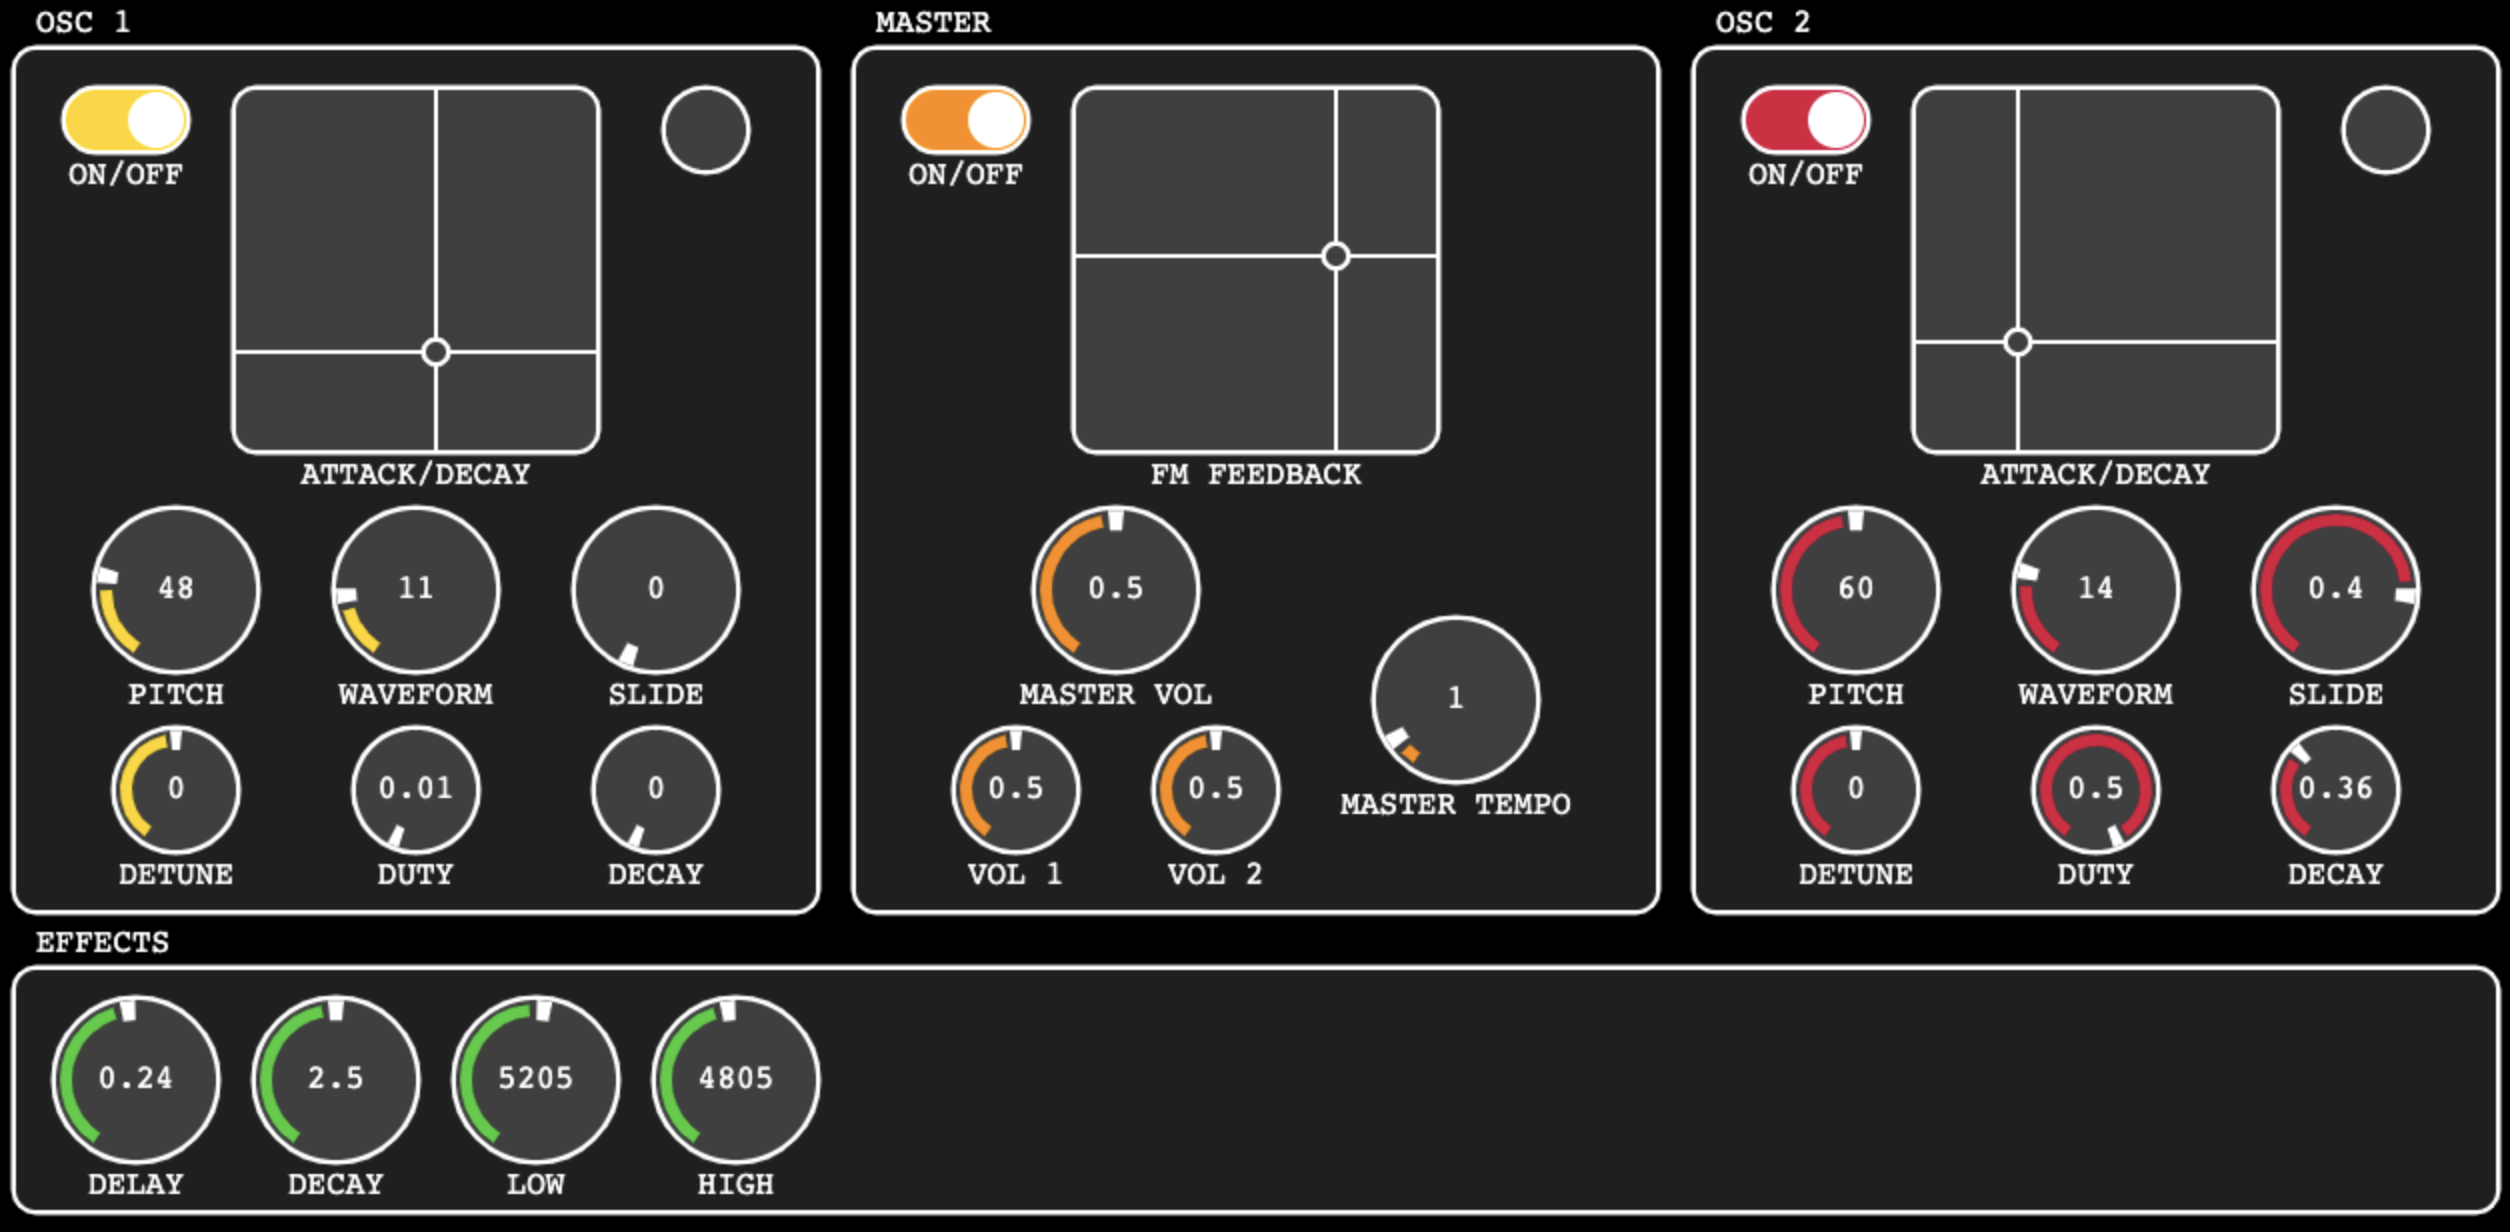 OSC 1
ON/OFF
ATTACK/DECAY
48
11
0
PITCH
WAVEFORM
SLIDE
0
0.01
0
DETUNE
DUTY
DECAY
MASTER
ON/OFF
FM FEEDBACK
0.5
MASTER VOL
1
MASTER TEMPO
0.5
0.5
VOL 1
VOL 2
OSC 2
ON/OFF
ATTACK/DECAY
60
14
0.4
PITCH
WAVEFORM
SLIDE
0
0.5
0.36
DETUNE
DUTY
DECAY
EFFECTS
0.24
2.5
5205
4805
DELAY
DECAY
LOW
HIGH